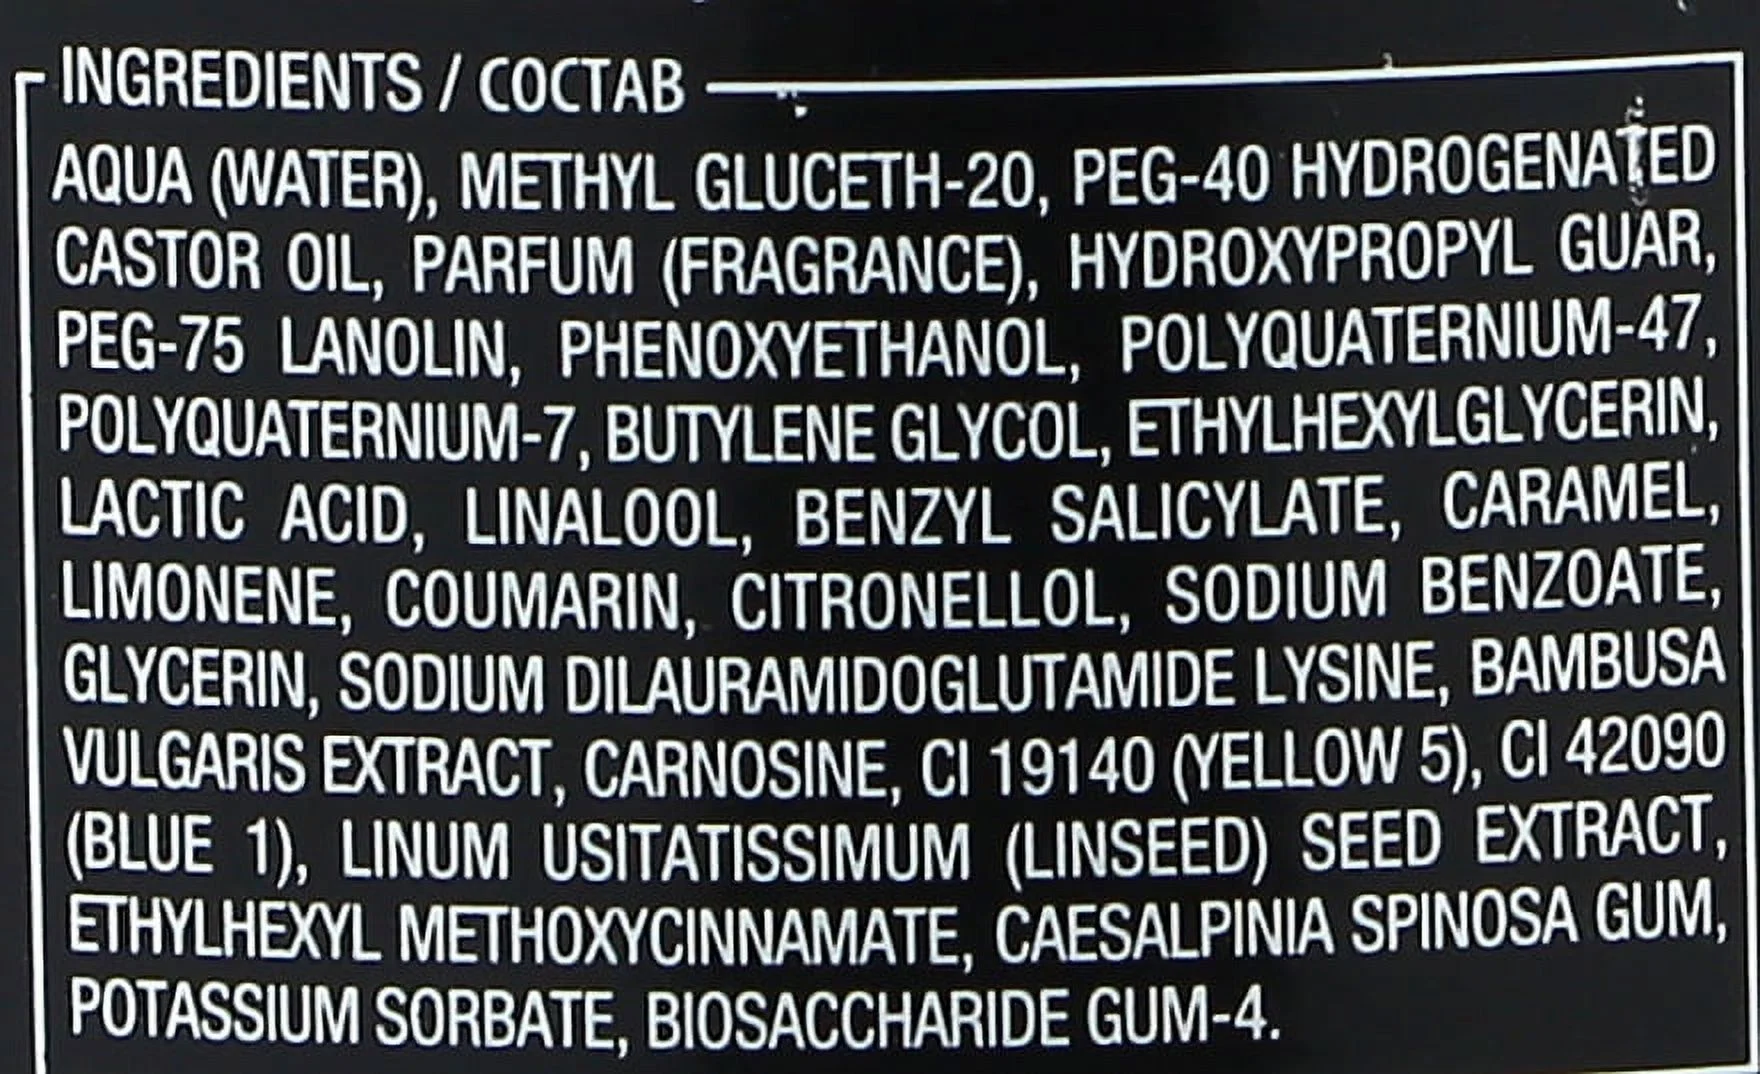 INGREDIENTS / СОСТАВ
AQUA (WATER), METHYL GLUCETH-20, PEG-40 HYDROGENATED
CASTOR OIL, PARFUM (FRAGRANCE), HYDROXYPROPYL GUAR,
PEG-75 LANOLIN, PHENOXYETHANOL, POLYQUATERNIUM-47,
POLYQUATERNIUM-7, BUTYLENE GLYCOL, ETHYLHEXYLGLYCERIN,
LACTIC ACID, LINALOOL, BENZYL SALICYLATE, CARAMEL,
LIMONENE, COUMARIN, CITRONELLOL, SODIUM BENZOATE,
GLYCERIN, SODIUM DILAURAMIDOGLUTAMIDE LYSINE, BAMBUSA
VULGARIS EXTRACT, CARNOSINE, CI 19140 (YELLOW 5), CI 42090
(BLUE 1), LINUM USITATISSIMUM (LINSEED) SEED EXTRACT,
ETHYLHEXYL METHOXYCINNAMATE, CAESALPINIA SPINOSA GUM,
POTASSIUM SORBATE, BIOSACCHARIDE GUM-4.